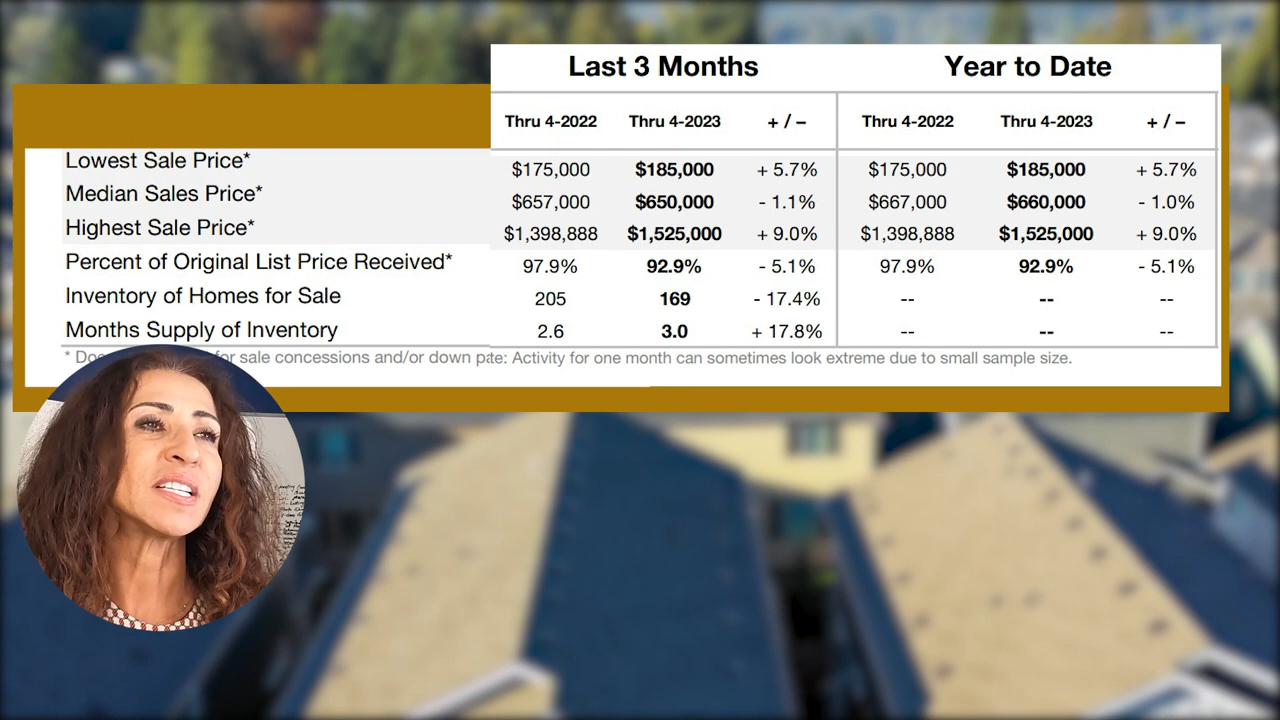 Last 3 Months Year to Date
Thru 4-2022 Thru 4-2023 + / – Thru 4-2022 Thru 4-2023 + / –
Lowest Sale Price* $175,000 $185,000 + 5.7% $175,000 $185,000 + 5.7%
Median Sales Price* $657,000 $650,000 - 1.1% $667,000 $660,000 - 1.0%
Highest Sale Price* $1,398,888 $1,525,000 + 9.0% $1,398,888 $1,525,000 + 9.0%
Percent of Original List Price Received* 97.9% 92.9% - 5.1% 97.9% 92.9% - 5.1%
Inventory of Homes for Sale 205 169 - 17.4% -- -- --
Months Supply of Inventory 2.6 3.0 + 17.8% -- -- --
* for sale concessions and/or down Activity for one month can sometimes look extreme due to small sample size.